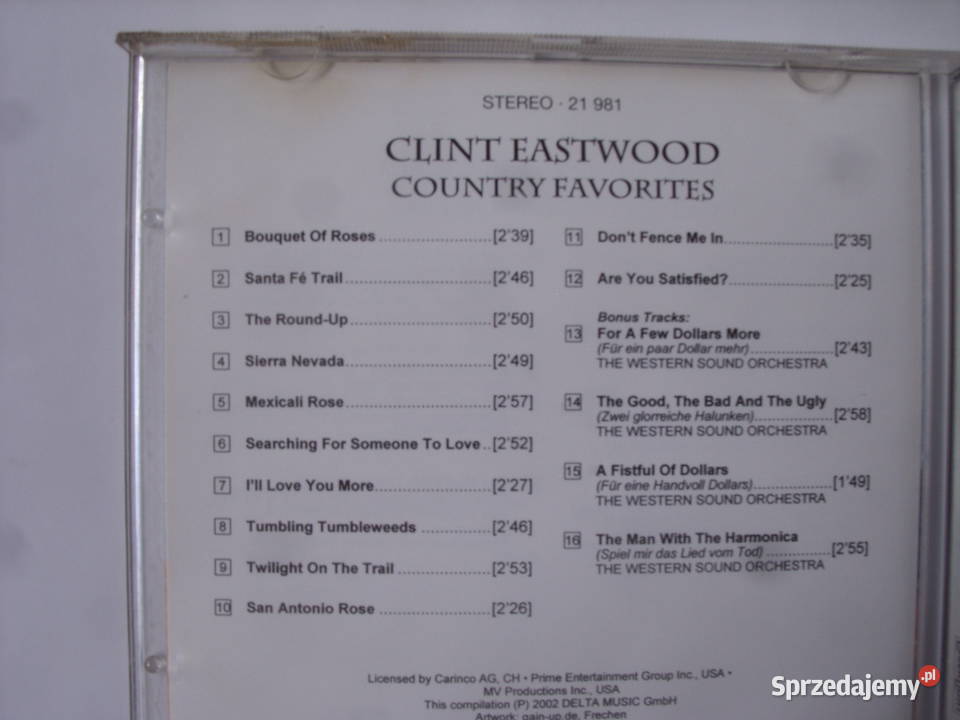 STEREO · 21 981
CLINT EASTWOOD
COUNTRY FAVORITES
1 Bouquet Of Roses ........................[2'39]
2 Santa Fé Trail................................[2'46]
3 The Round-Up...............................[2'50]
4 Sierra Nevada................................[2'49]
5 Mexicali Rose................................[2'57]
6 Searching For Someone To Love..[2'52]
7 I'll Love You More.........................[2'27]
8 Tumbling Tumbleweeds ...............[2'46]
9 Twilight On The Trail ....................[2'53]
10 San Antonio Rose ........................[2'26]
11 Don't Fence Me In.......................[2'35]
12 Are You Satisfied?......................[2'25]
Bonus Tracks:
13 For A Few Dollars More
(Für ein paar Dollar mehr)..................[2'43]
THE WESTERN SOUND ORCHESTRA
14 The Good, The Bad And The Ugly
(Zwei glorreiche Halunken).................[2'58]
THE WESTERN SOUND ORCHESTRA
15 A Fistful Of Dollars
(Für eine Handvoll Dollars).................[1'49]
THE WESTERN SOUND ORCHESTRA
16 The Man With The Harmonica
(Spiel mir das Lied vom Tod) ..............[2'55]
THE WESTERN SOUND ORCHESTRA
Licensed by Carinco AG, CH • Prime Entertainment Group Inc., USA •
MV Productions Inc., USA
This compilation (P) 2002 DELTA MUSIC GmbH
Artwork: gain-up.de, Frechen
Sprzedajemy.pl